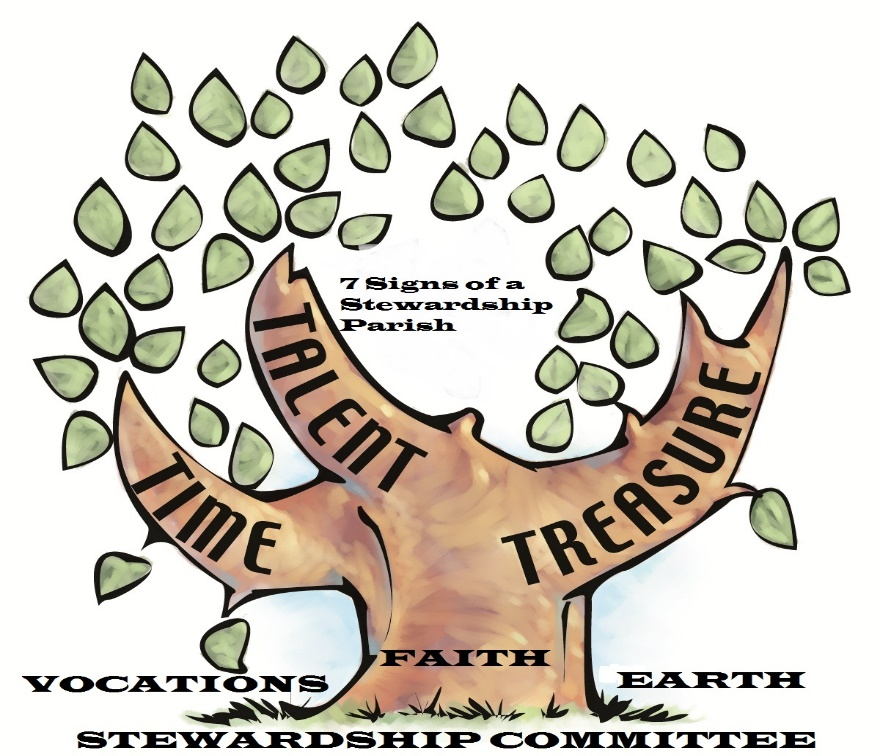 7 Signs of a
Stewardship
Parish
TALENT
TIME
TREASURE
FAITH
VOCATIONS
EARTH
STEWARDSHIP COMMITTEE